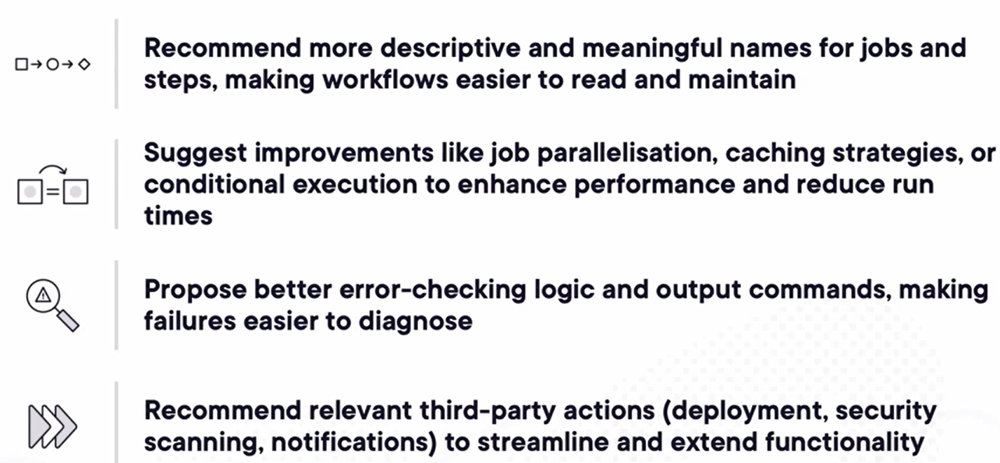 Recommend more descriptive and meaningful names for jobs and
steps, making workflows easier to read and maintain
Suggest improvements like job parallelisation, caching strategies, or
conditional execution to enhance performance and reduce run
times
Propose better error-checking logic and output commands, making
failures easier to diagnose
Recommend relevant third-party actions (deployment, security
scanning, notifications) to streamline and extend functionality